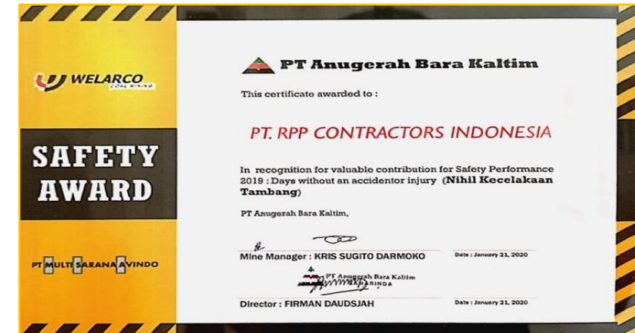 WELARCO
COAL MINING
SAFETY
AWARD
PT MULTI SARANA AVINDO
PT Anugerah Bara Kaltim
This certificate awarded to :
PT. RPP CONTRACTORS INDONESIA
In recognition for valuable contribution for Safety Performance
2019 : Days without an accidentor injury (Nihil Kecelakaan
Tambang)
PT Anugerah Bara Kaltim,
Mine Manager : KRIS SUGITO DARMOKO
Date : January 21, 2020
PT Anugerah Bara Kaltim
SAMARINDA
Director : FIRMAN DAUDSJAH
Date : January 21, 2020